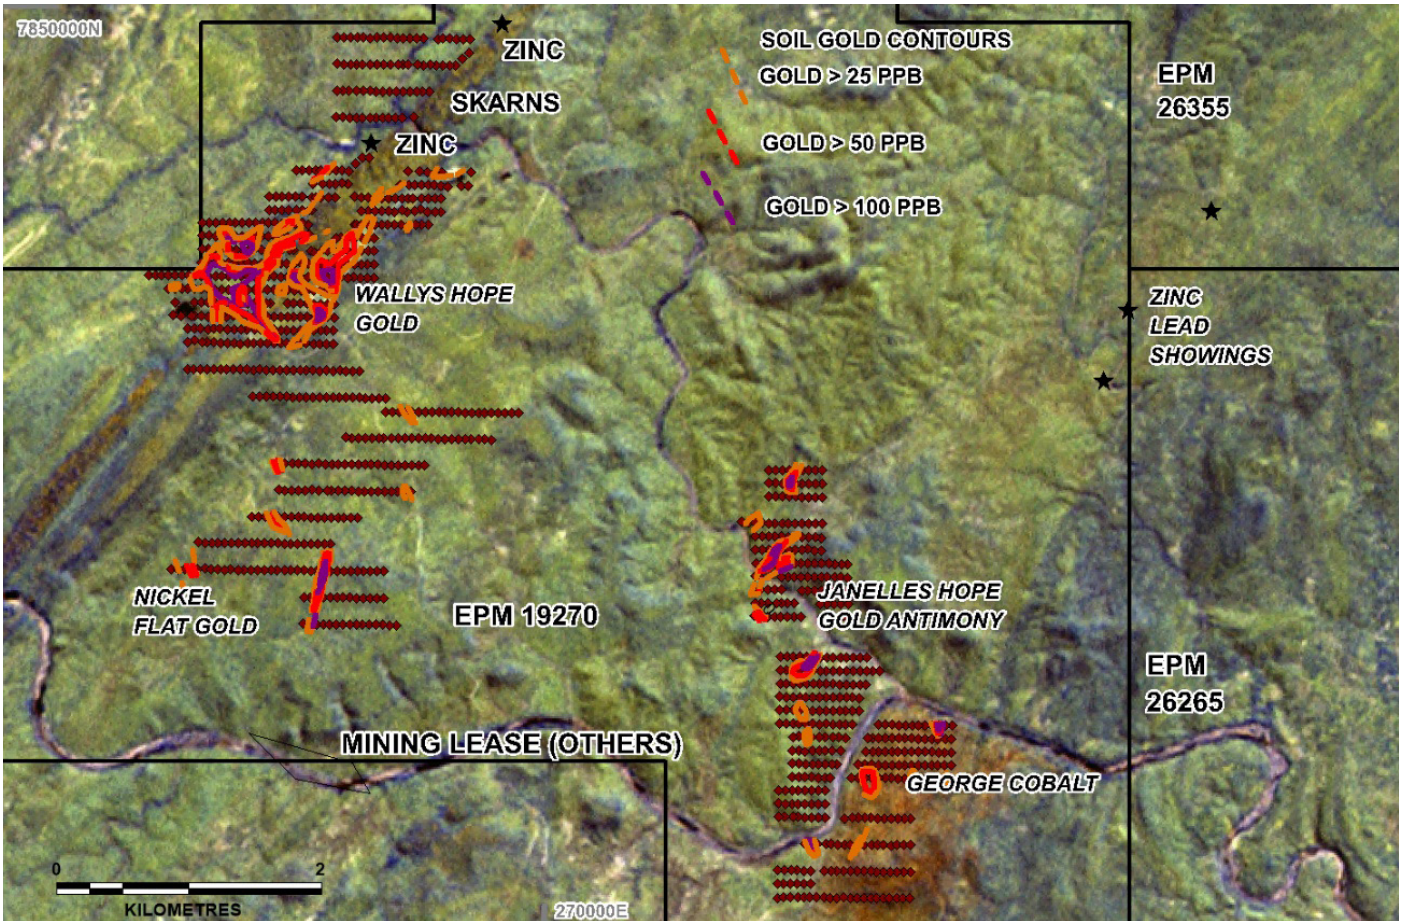 7850000N
ZINC
SKARNS
ZINC
SOIL GOLD CONTOURS
GOLD > 25 PPB
GOLD > 50 PPB
GOLD > 100 PPB
EPM
26355
WALLYS HOPE
GOLD
ZINC
LEAD
SHOWINGS
NICKEL
FLAT GOLD
EPM 19270
JANELLES HOPE
GOLD ANTIMONY
EPM
26265
MINING LEASE (OTHERS)
GEORGE COBALT
0 2
KILOMETRES
270000E